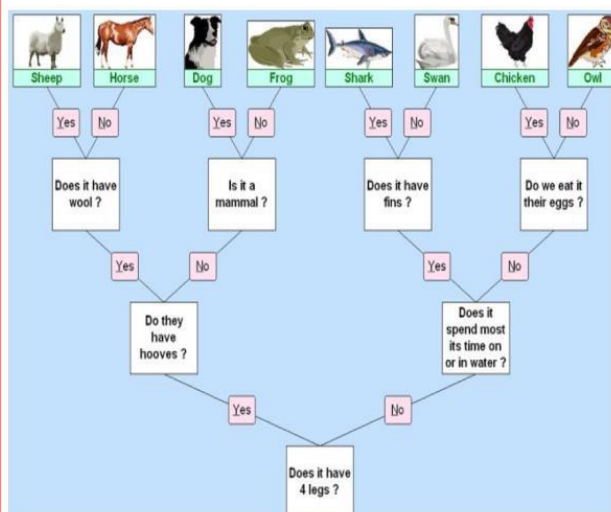 Sheep Horse Dog Frog Shark Swan Chicken Owl
Yes No Yes No Yes No Yes No
Does it have
wool ?
Is it a
mammal ?
Does it have
fins ?
Do we eat it
their eggs ?
Yes No Yes No
Do they
have
hooves ?
Does it
spend most
its time on
or in water ?
Yes No
Does it have
4 legs ?